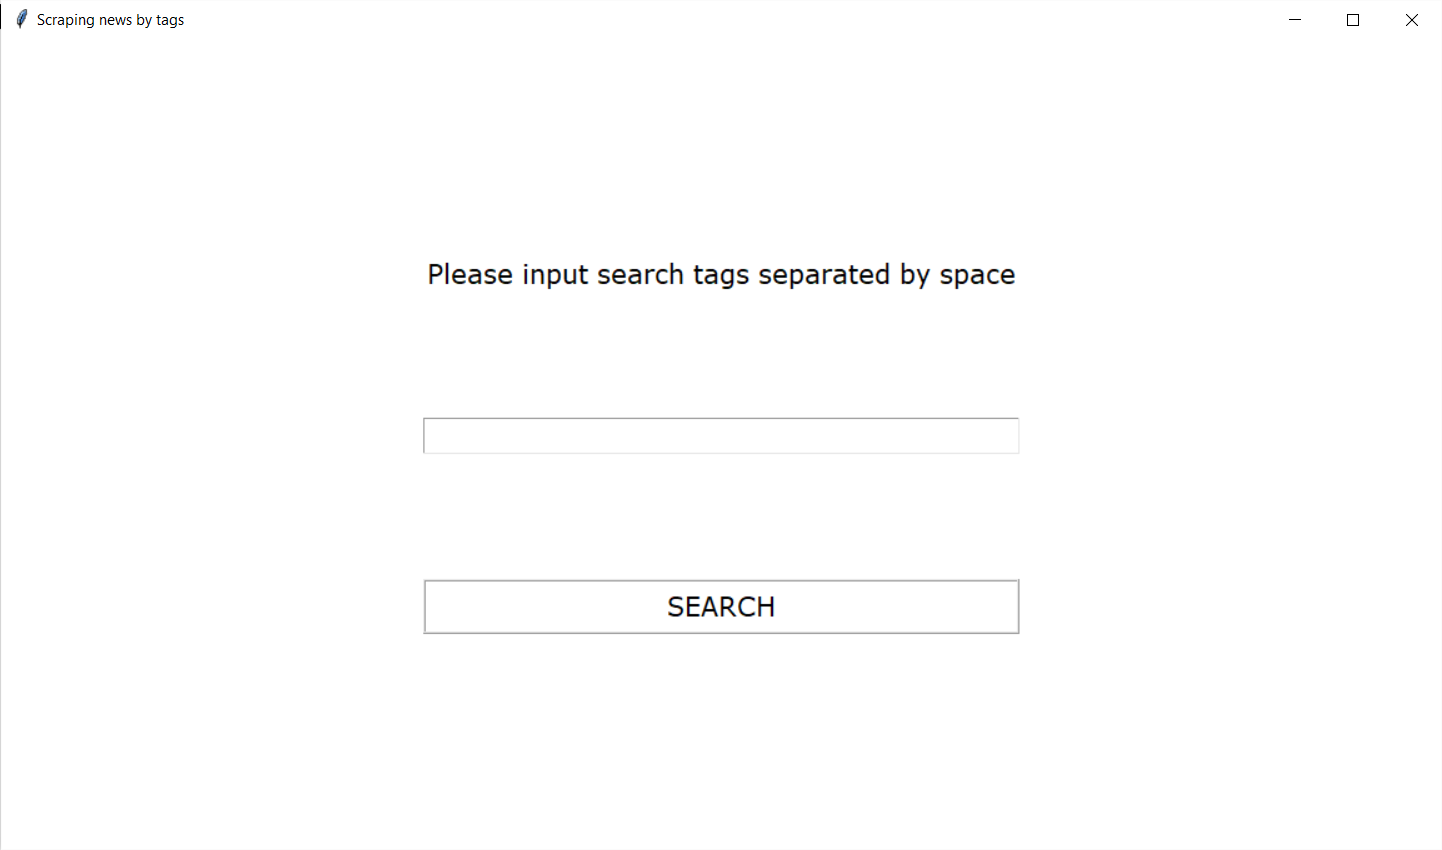 Scraping news by tags
Please input search tags separated by space
SEARCH